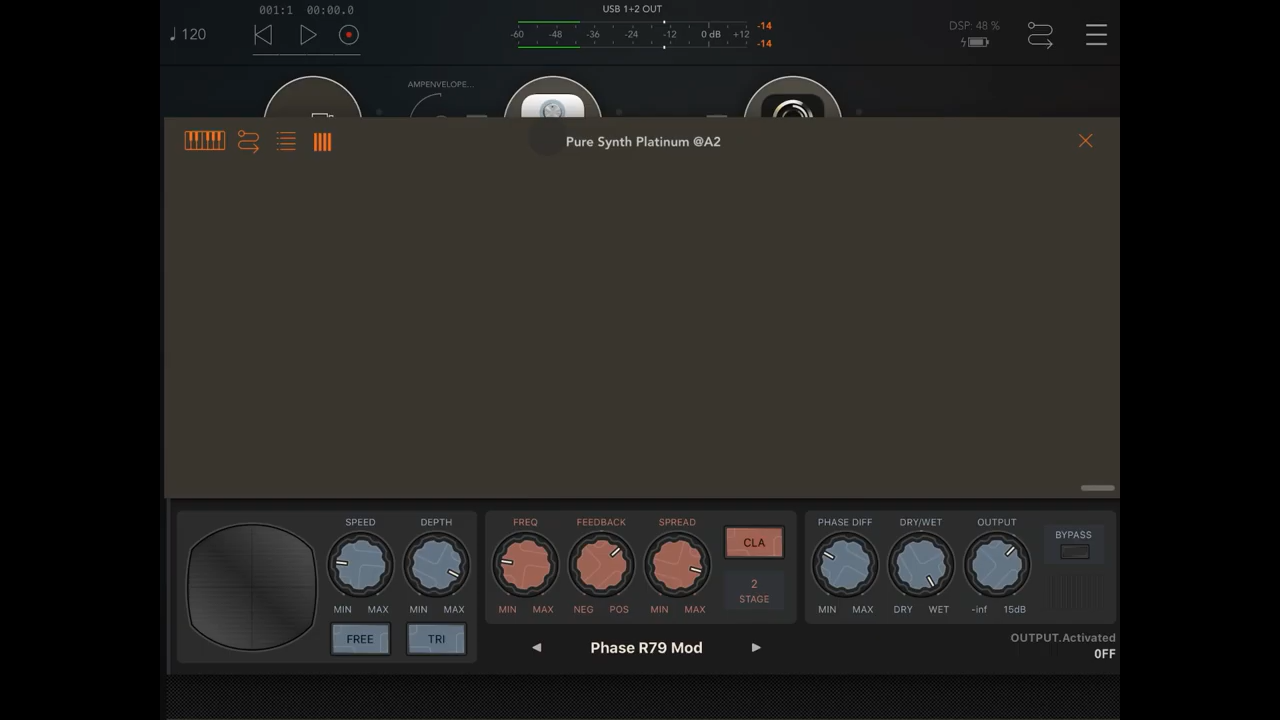 001:1 00:00.0
USB 1+2 OUT
♩120
-60 -48 -36 -24 -12 0 dB +12
-14
-14
DSP: 48 %
AMPENVELOPE...
Pure Synth Platinum @A2
SPEED DEPTH
MIN MAX MIN MAX
FREE TRI
FREQ FEEDBACK SPREAD
CLA
2
STAGE
MIN MAX NEG POS MIN MAX
Phase R79 Mod
PHASE DIFF DRY/WET OUTPUT
BYPASS
MIN MAX DRY WET -inf 15dB
OUTPUT.Activated
0FF